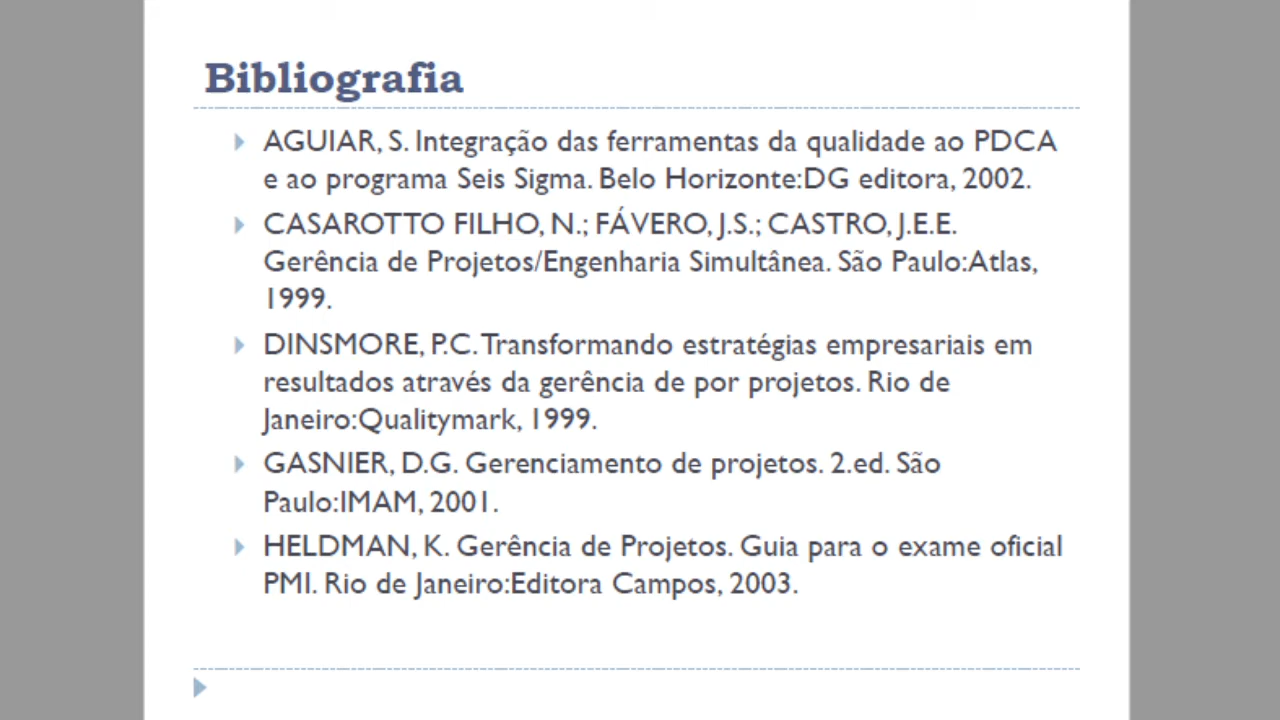 Bibliografia
AGUIAR, S. Integração das ferramentas da qualidade ao PDCA
e ao programa Seis Sigma. Belo Horizonte:DG editora, 2002.
CASAROTTO FILHO, N.; FÁVERO, J.S.; CASTRO, J.E.E.
Gerência de Projetos/Engenharia Simultânea. São Paulo:Atlas,
1999.
DINSMORE, P.C. Transformando estratégias empresariais em
resultados através da gerência de por projetos. Rio de
Janeiro:Qualitymark, 1999.
GASNIER, D.G. Gerenciamento de projetos. 2.ed. São
Paulo:IMAM, 2001.
HELDMAN, K. Gerência de Projetos. Guia para o exame oficial
PMI. Rio de Janeiro:Editora Campos, 2003.